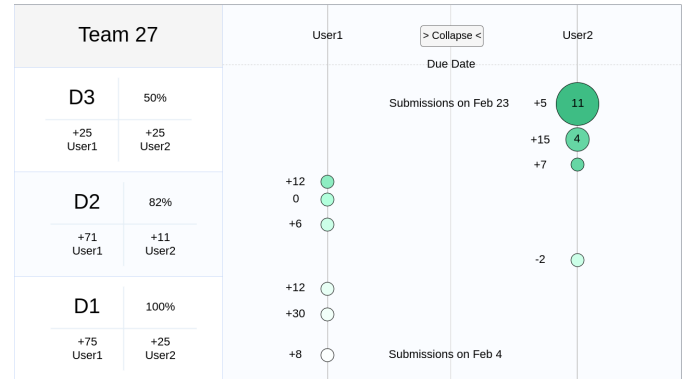 Team 27
User1
> Collapse <
User2
Due Date
D3
50%
+25
User1
+25
User2
Submissions on Feb 23
+5
11
+15
4
+7
D2
82%
+71
User1
+11
User2
+12
0
+6
-2
D1
100%
+75
User1
+25
User2
+12
+30
+8
Submissions on Feb 4